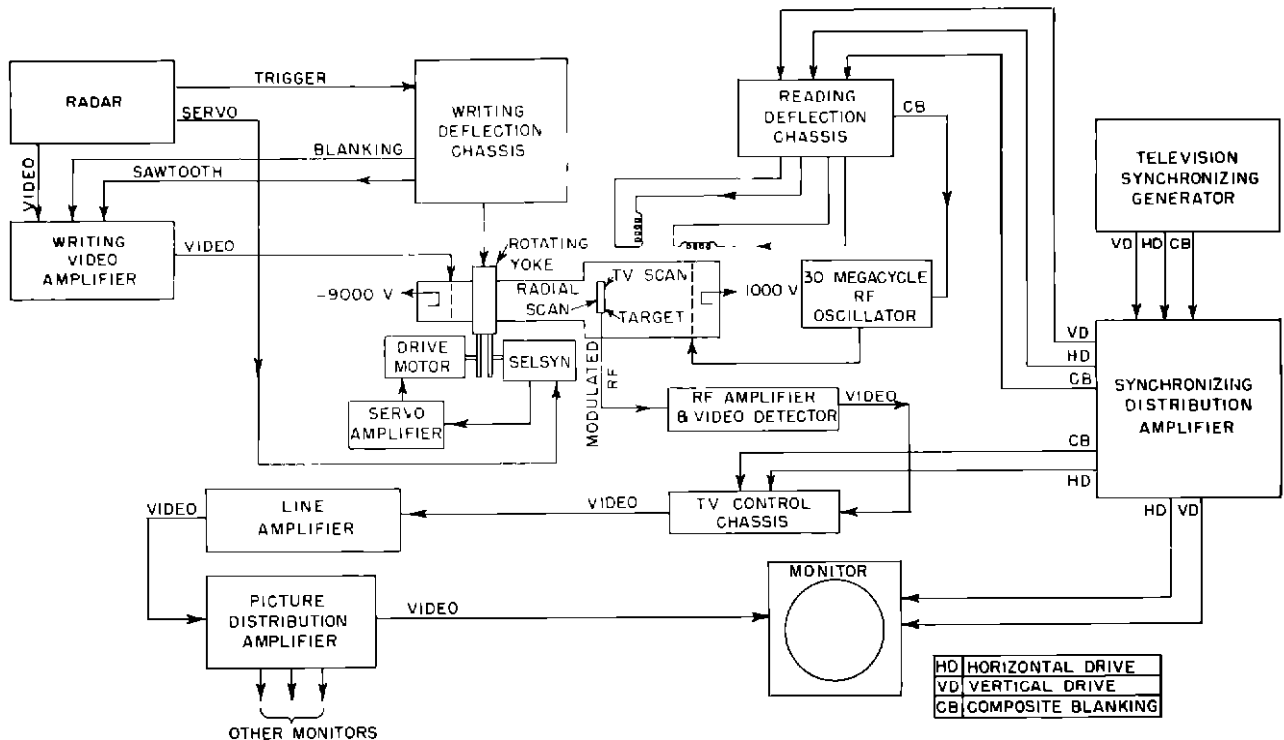 TRIGGER
RADAR
SERVO
WRITING
DEFLECTION
CHASSIS
BLANKING
SAWTOOTH
VIDEO
WRITING
VIDEO
AMPLIFIER
VIDEO
READING
DEFLECTION
CHASSIS
CB
TELEVISION
SYNCHRONIZING
GENERATOR
VD HD CB
ROTATING
YOKE
-9000 V
RADIAL
SCAN
TV SCAN
TARGET
1000 V
30 MEGACYCLE
RF
OSCILLATOR
DRIVE
MOTOR
SELSYN
SERVO
AMPLIFIER
MODULATED
RF
RF AMPLIFIER
& VIDEO DETECTOR
VIDEO
VD
HD
CB
SYNCHRONIZING
DISTRIBUTION
AMPLIFIER
CB
HD
HD VD
TV CONTROL
CHASSIS
VIDEO
LINE
AMPLIFIER
VIDEO
PICTURE
DISTRIBUTION
AMPLIFIER
VIDEO
MONITOR
OTHER MONITORS
HD HORIZONTAL DRIVE
VD VERTICAL DRIVE
CB COMPOSITE BLANKING